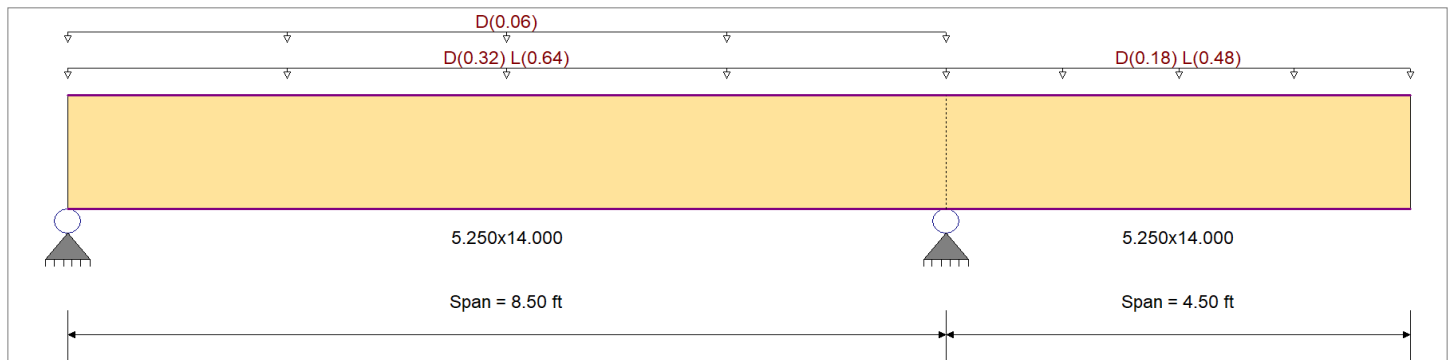 D(0.06)
D(0.32) L(0.64)
D(0.18) L(0.48)
5.250x14.000
5.250x14.000
Span = 8.50 ft
Span = 4.50 ft